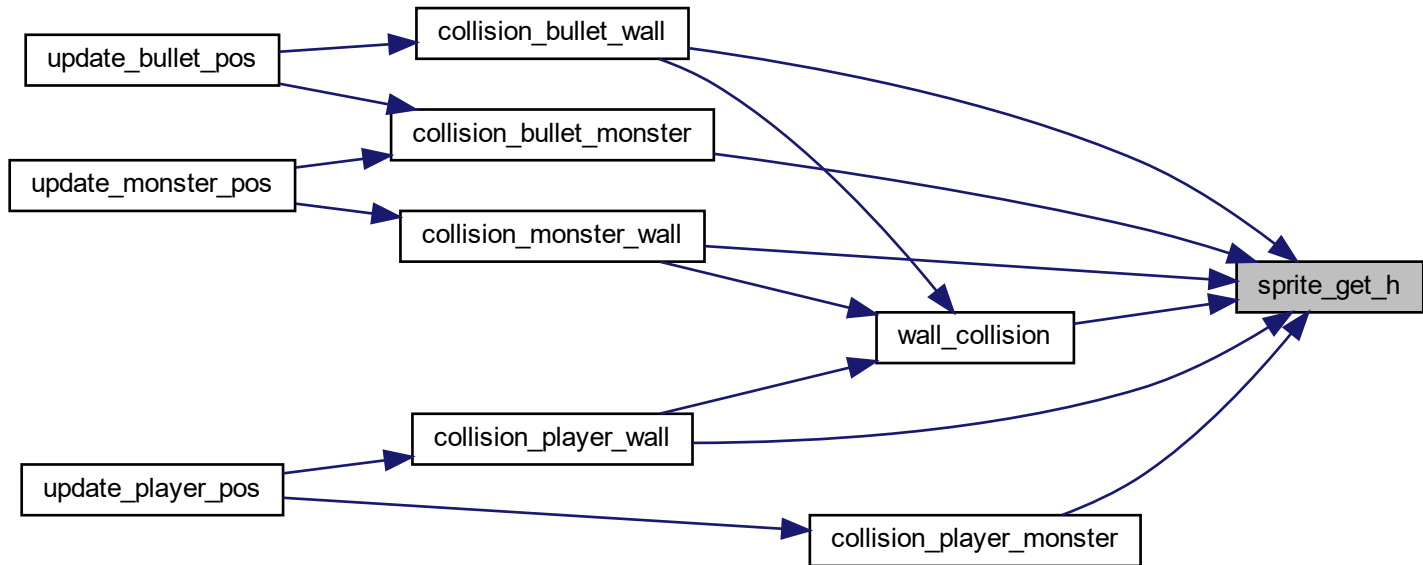 collision_bullet_wall
update_bullet_pos
collision_bullet_monster
update_monster_pos
collision_monster_wall
sprite_get_h
wall_collision
collision_player_wall
update_player_pos
collision_player_monster